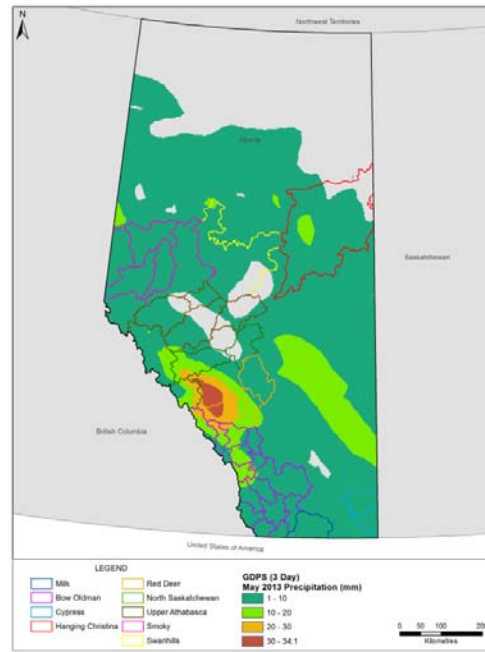 N
Northwest Territories
Alberta
Saskatchewan
British Columbia
United States of America
LEGEND
Milk
Bow Oldman
Cypress
Hanging Christina
Red Deer
North Saskatchewan
Upper Athabasca
Smoky
Swanhills
GDPS (3 Day)
May 2013 Precipitation (mm)
1 - 10
10 - 20
20 - 30
30 - 34.1
0 50 100 200
Kilometres